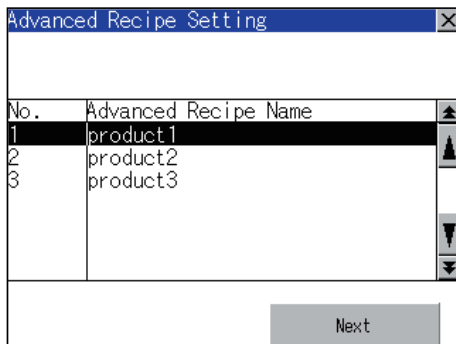 Advanced Recipe Setting
No. Advanced Recipe Name
1 product1
2 product2
3 product3
Next